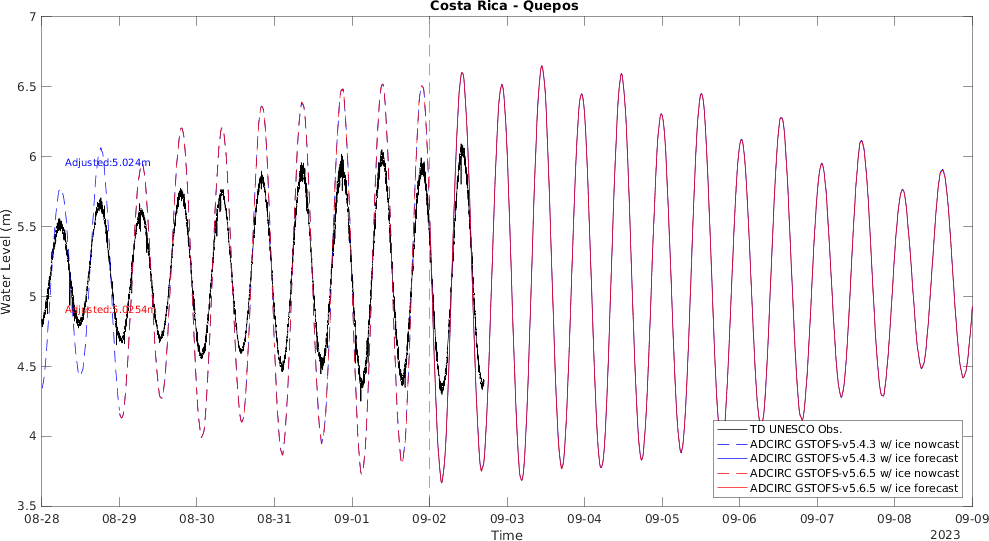 Costa Rica - Quepos
7
6.5
6
5.5
5
4.5
4
3.5
Water Level (m)
Adjusted:5.024m
Adjusted:5.0254m
TD UNESCO Obs.
ADCIRC GSTOFS-v5.4.3 w/ ice nowcast
ADCIRC GSTOFS-v5.4.3 w/ ice forecast
ADCIRC GSTOFS-v5.6.5 w/ ice nowcast
ADCIRC GSTOFS-v5.6.5 w/ ice forecast
08-28 08-29 08-30 08-31 09-01 09-02 09-03 09-04 09-05 09-06 09-07 09-08 09-09
Time
2023